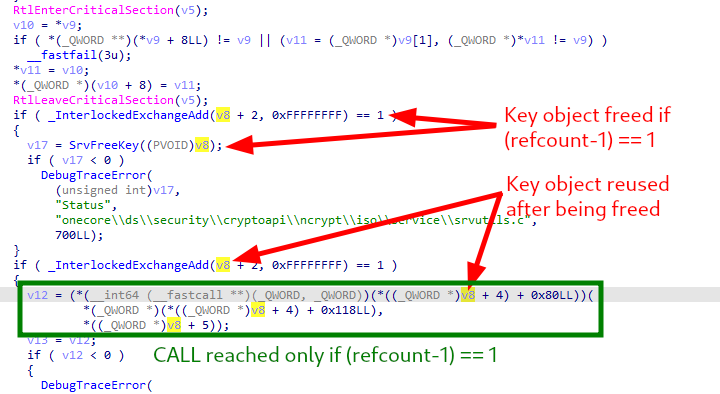 RtlEnterCriticalSection(v5);
v10 = *v9;
if ( *(_QWORD **)(*v9 + 8LL) != v9 || (v11 = (_QWORD *)v9[1], (_QWORD *)*v11 != v9) )
__fastfail(3u);
*v11 = v10;
*(_QWORD *)(v10 + 8) = v11;
RtlLeaveCriticalSection(v5);
if ( _InterlockedExchangeAdd(v8 + 2, 0xFFFFFFFF) == 1 )
{
v17 = SrvFreeKey((PVOID)v8);
if ( v17 < 0 )
DebugTraceError(
(unsigned int)v17,
"Status",
"onecore\\ds\\security\\cryptoapi\\ncrypt\\iso\\service\\srvutils.c",
700LL);
}
if ( _InterlockedExchangeAdd(v8 + 2, 0xFFFFFFFF) == 1 )
{
v12 = (*(__int64 (__fastcall **)(_QWORD, _QWORD))(*((_QWORD *)v8 + 4) + 0x80LL))(
*(_QWORD *)(*((_QWORD *)v8 + 4) + 0x118LL),
*((_QWORD *)v8 + 5));
v13 = v12;
if ( v12 < 0 )
{
DebugTraceError(
Key object freed if
(refcount-1) == 1
Key object reused
after being freed
CALL reached only if (refcount-1) == 1